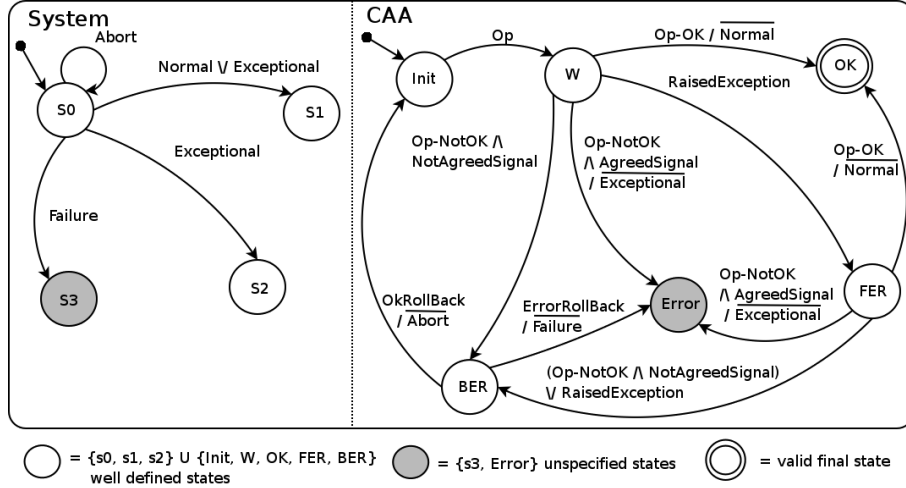 System
Abort
S0
Normal \/ Exceptional
S1
Exceptional
Failure
S3
S2
CAA
Init
Op
W
Op-OK / Normal
OK
RaisedException
Op-NotOK /\
NotAgreedSignal
Op-NotOK
/\ AgreedSignal
/ Exceptional
Op-OK
/ Normal
OkRollBack
/ Abort
ErrorRollBack
/ Failure
Error
Op-NotOK
/\ AgreedSignal
/ Exceptional
FER
BER
(Op-NotOK /\ NotAgreedSignal)
\/ RaisedException
= {s0, s1, s2} U {Init, W, OK, FER, BER}
well defined states
= {s3, Error} unspecified states
= valid final state